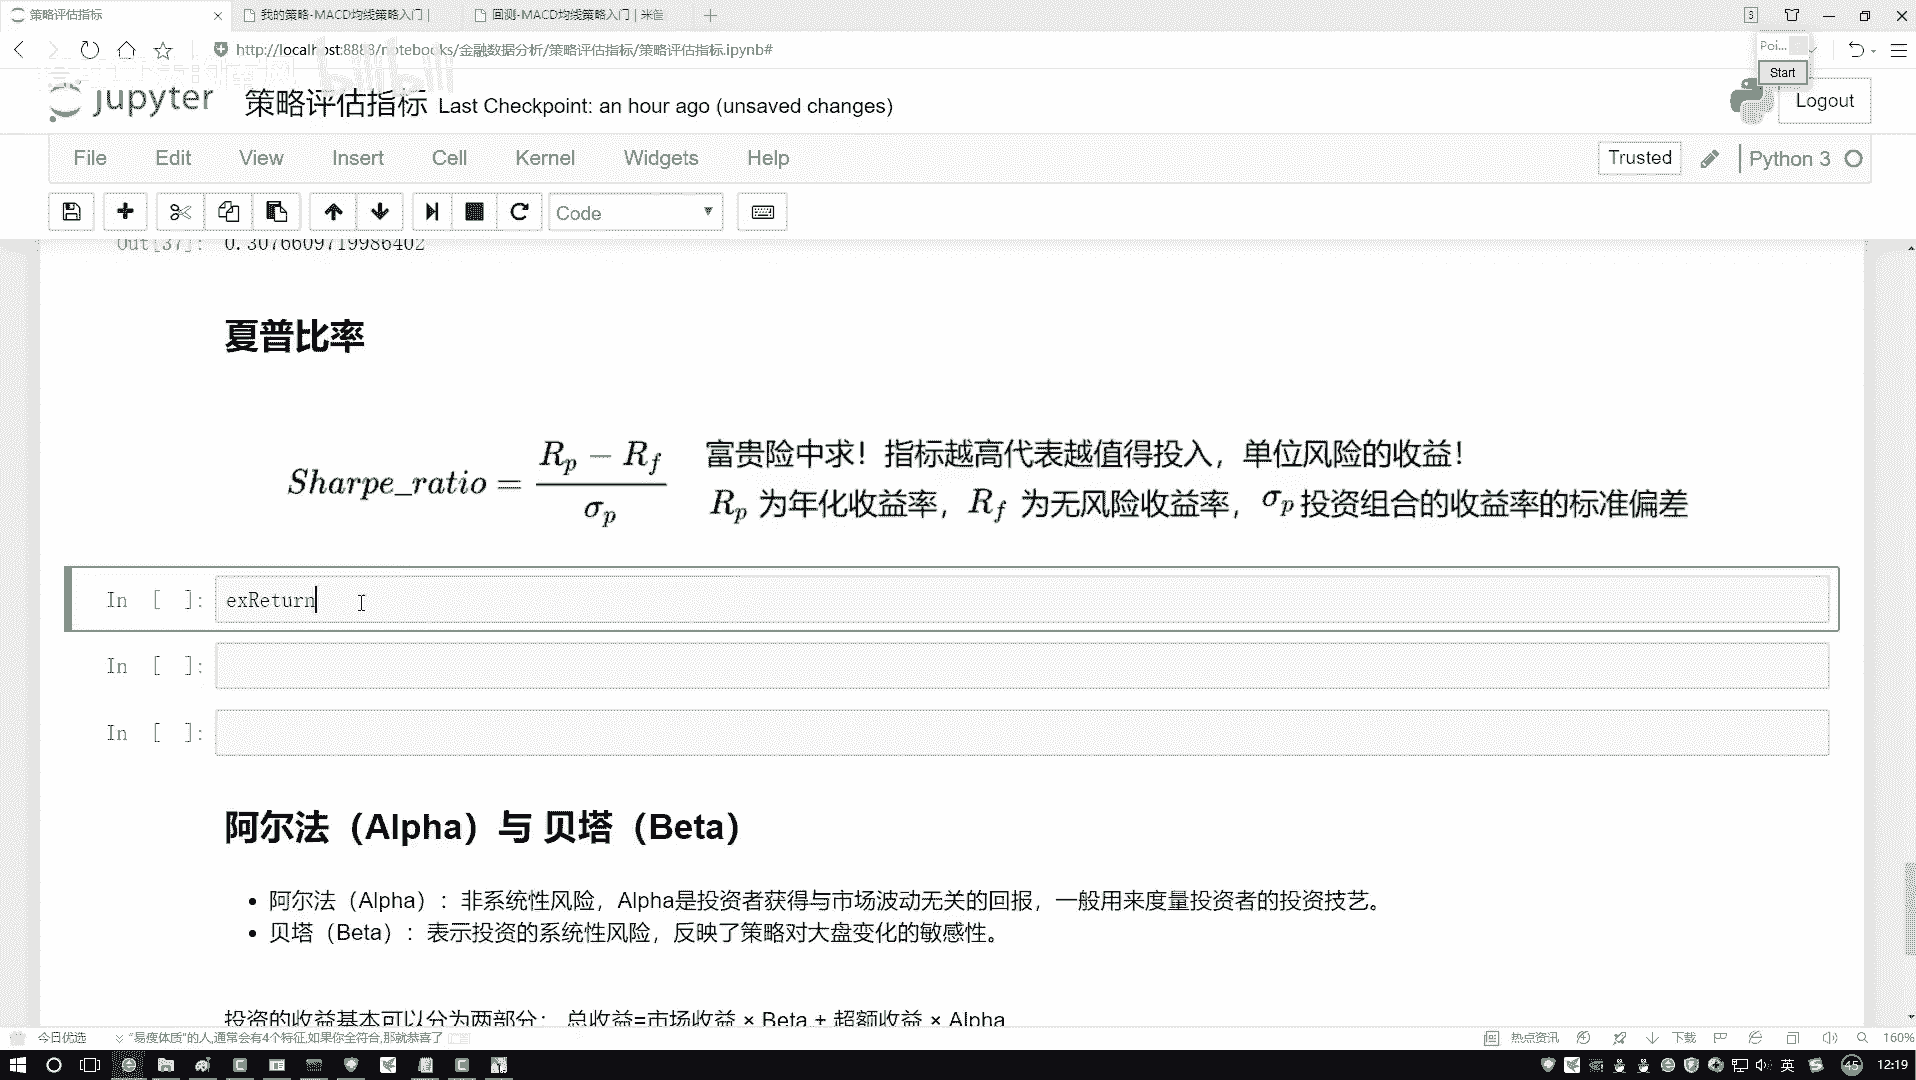 策略评估指标
我的策略-MACD均线策略入门 |
回测-MACD均线策略入门 | 米筐
3
http://localhost:8888/notebooks/金融数据分析/策略评估指标/策略评估指标.ipynb#
Poi...
Start
bilibili
jupyter 策略评估指标 Last Checkpoint: an hour ago (unsaved changes)
Logout
File Edit View Insert Cell Kernel Widgets Help
Trusted Python 3
Code
Out[37]: 0.3076609719986402
夏普比率
Sharpe_ratio = (R_p − R_f) / σ_p
富贵险中求！指标越高代表越值得投入，单位风险的收益！
R_p 为年化收益率，R_f 为无风险收益率，σ_p 投资组合的收益率的标准偏差
In [ ]: exReturn
In [ ]:
In [ ]:
阿尔法（Alpha）与 贝塔（Beta）
• 阿尔法（Alpha）：非系统性风险，Alpha是投资者获得与市场波动无关的回报，一般用来度量投资者的投资技艺。
• 贝塔（Beta）：表示投资的系统性风险，反映了策略对大盘变化的敏感性。
投资的收益基本可以分为两部分： 总收益=市场收益 × Beta + 超额收益 × Alpha
今日优选
“易瘦体质”的人,通常会有4个特征,如果你全符合,那就恭喜了
热点资讯
下载
160%
英
45
12:19